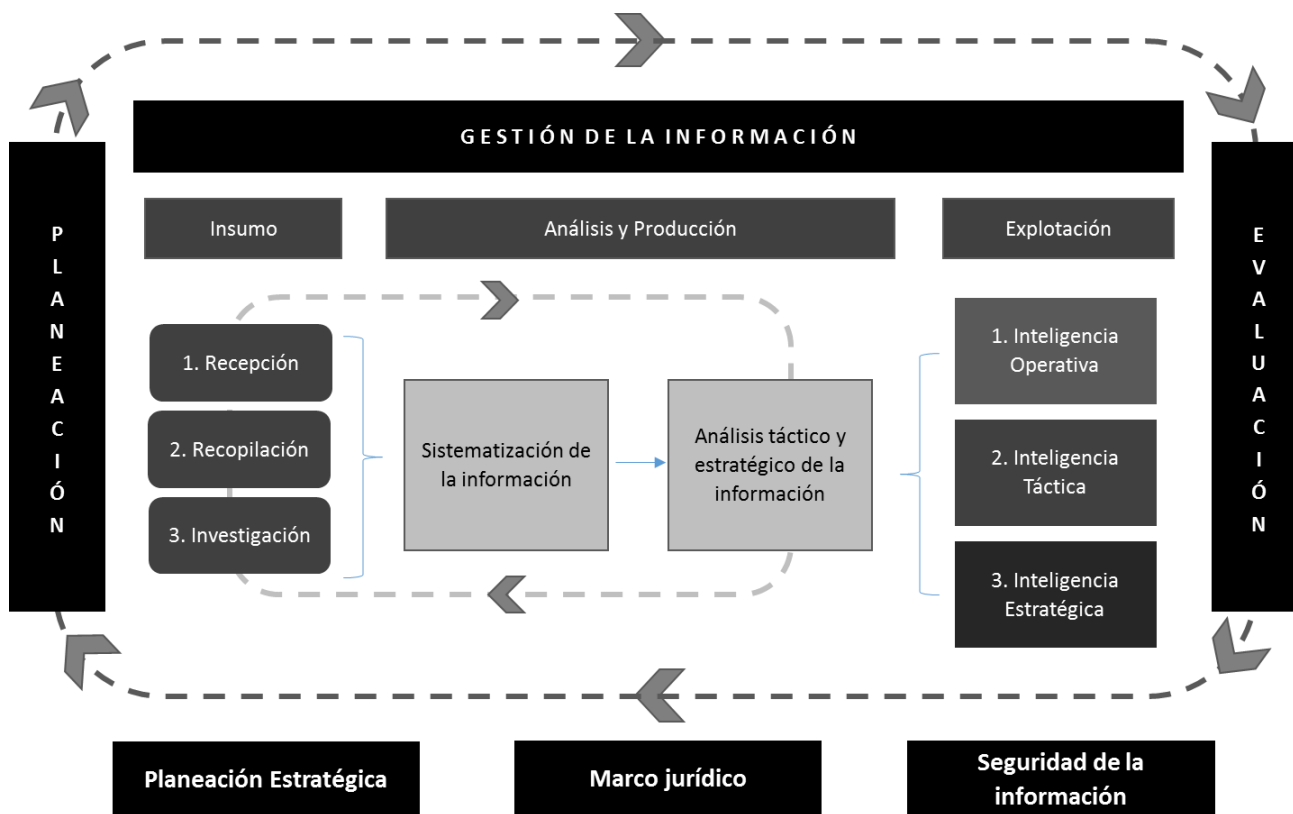 GESTIÓN DE LA INFORMACIÓN
PLANEACIÓN
Insumo
Análisis y Producción
Explotación
1. Recepción
2. Recopilación
3. Investigación
Sistematización de
la información
Análisis táctico y
estratégico de la
información
1. Inteligencia
Operativa
2. Inteligencia
Táctica
3. Inteligencia
Estratégica
EVALUACIÓN
Planeación Estratégica
Marco jurídico
Seguridad de la
información